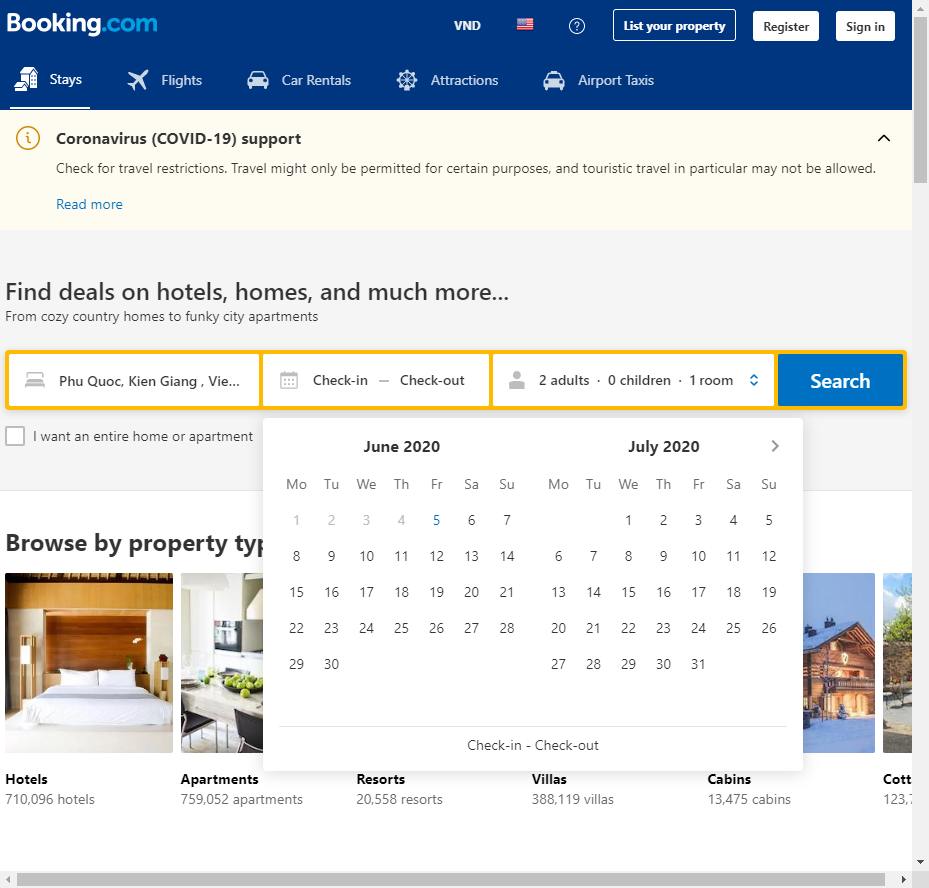 Booking.com
VND
List your property
Register
Sign in
Stays
Flights
Car Rentals
Attractions
Airport Taxis
Coronavirus (COVID-19) support
Check for travel restrictions. Travel might only be permitted for certain purposes, and touristic travel in particular may not be allowed.
Read more
Find deals on hotels, homes, and much more...
From cozy country homes to funky city apartments
Phu Quoc, Kien Giang , Vie...
Check-in — Check-out
2 adults · 0 children · 1 room
Search
I want an entire home or apartment
June 2020
Mo Tu We Th Fr Sa Su
1 2 3 4 5 6 7
8 9 10 11 12 13 14
15 16 17 18 19 20 21
22 23 24 25 26 27 28
29 30
July 2020
Mo Tu We Th Fr Sa Su
1 2 3 4 5
6 7 8 9 10 11 12
13 14 15 16 17 18 19
20 21 22 23 24 25 26
27 28 29 30 31
Check-in - Check-out
Browse by property typ
Hotels
710,096 hotels
Apartments
759,052 apartments
Resorts
20,558 resorts
Villas
388,119 villas
Cabins
13,475 cabins
Cott
123,7